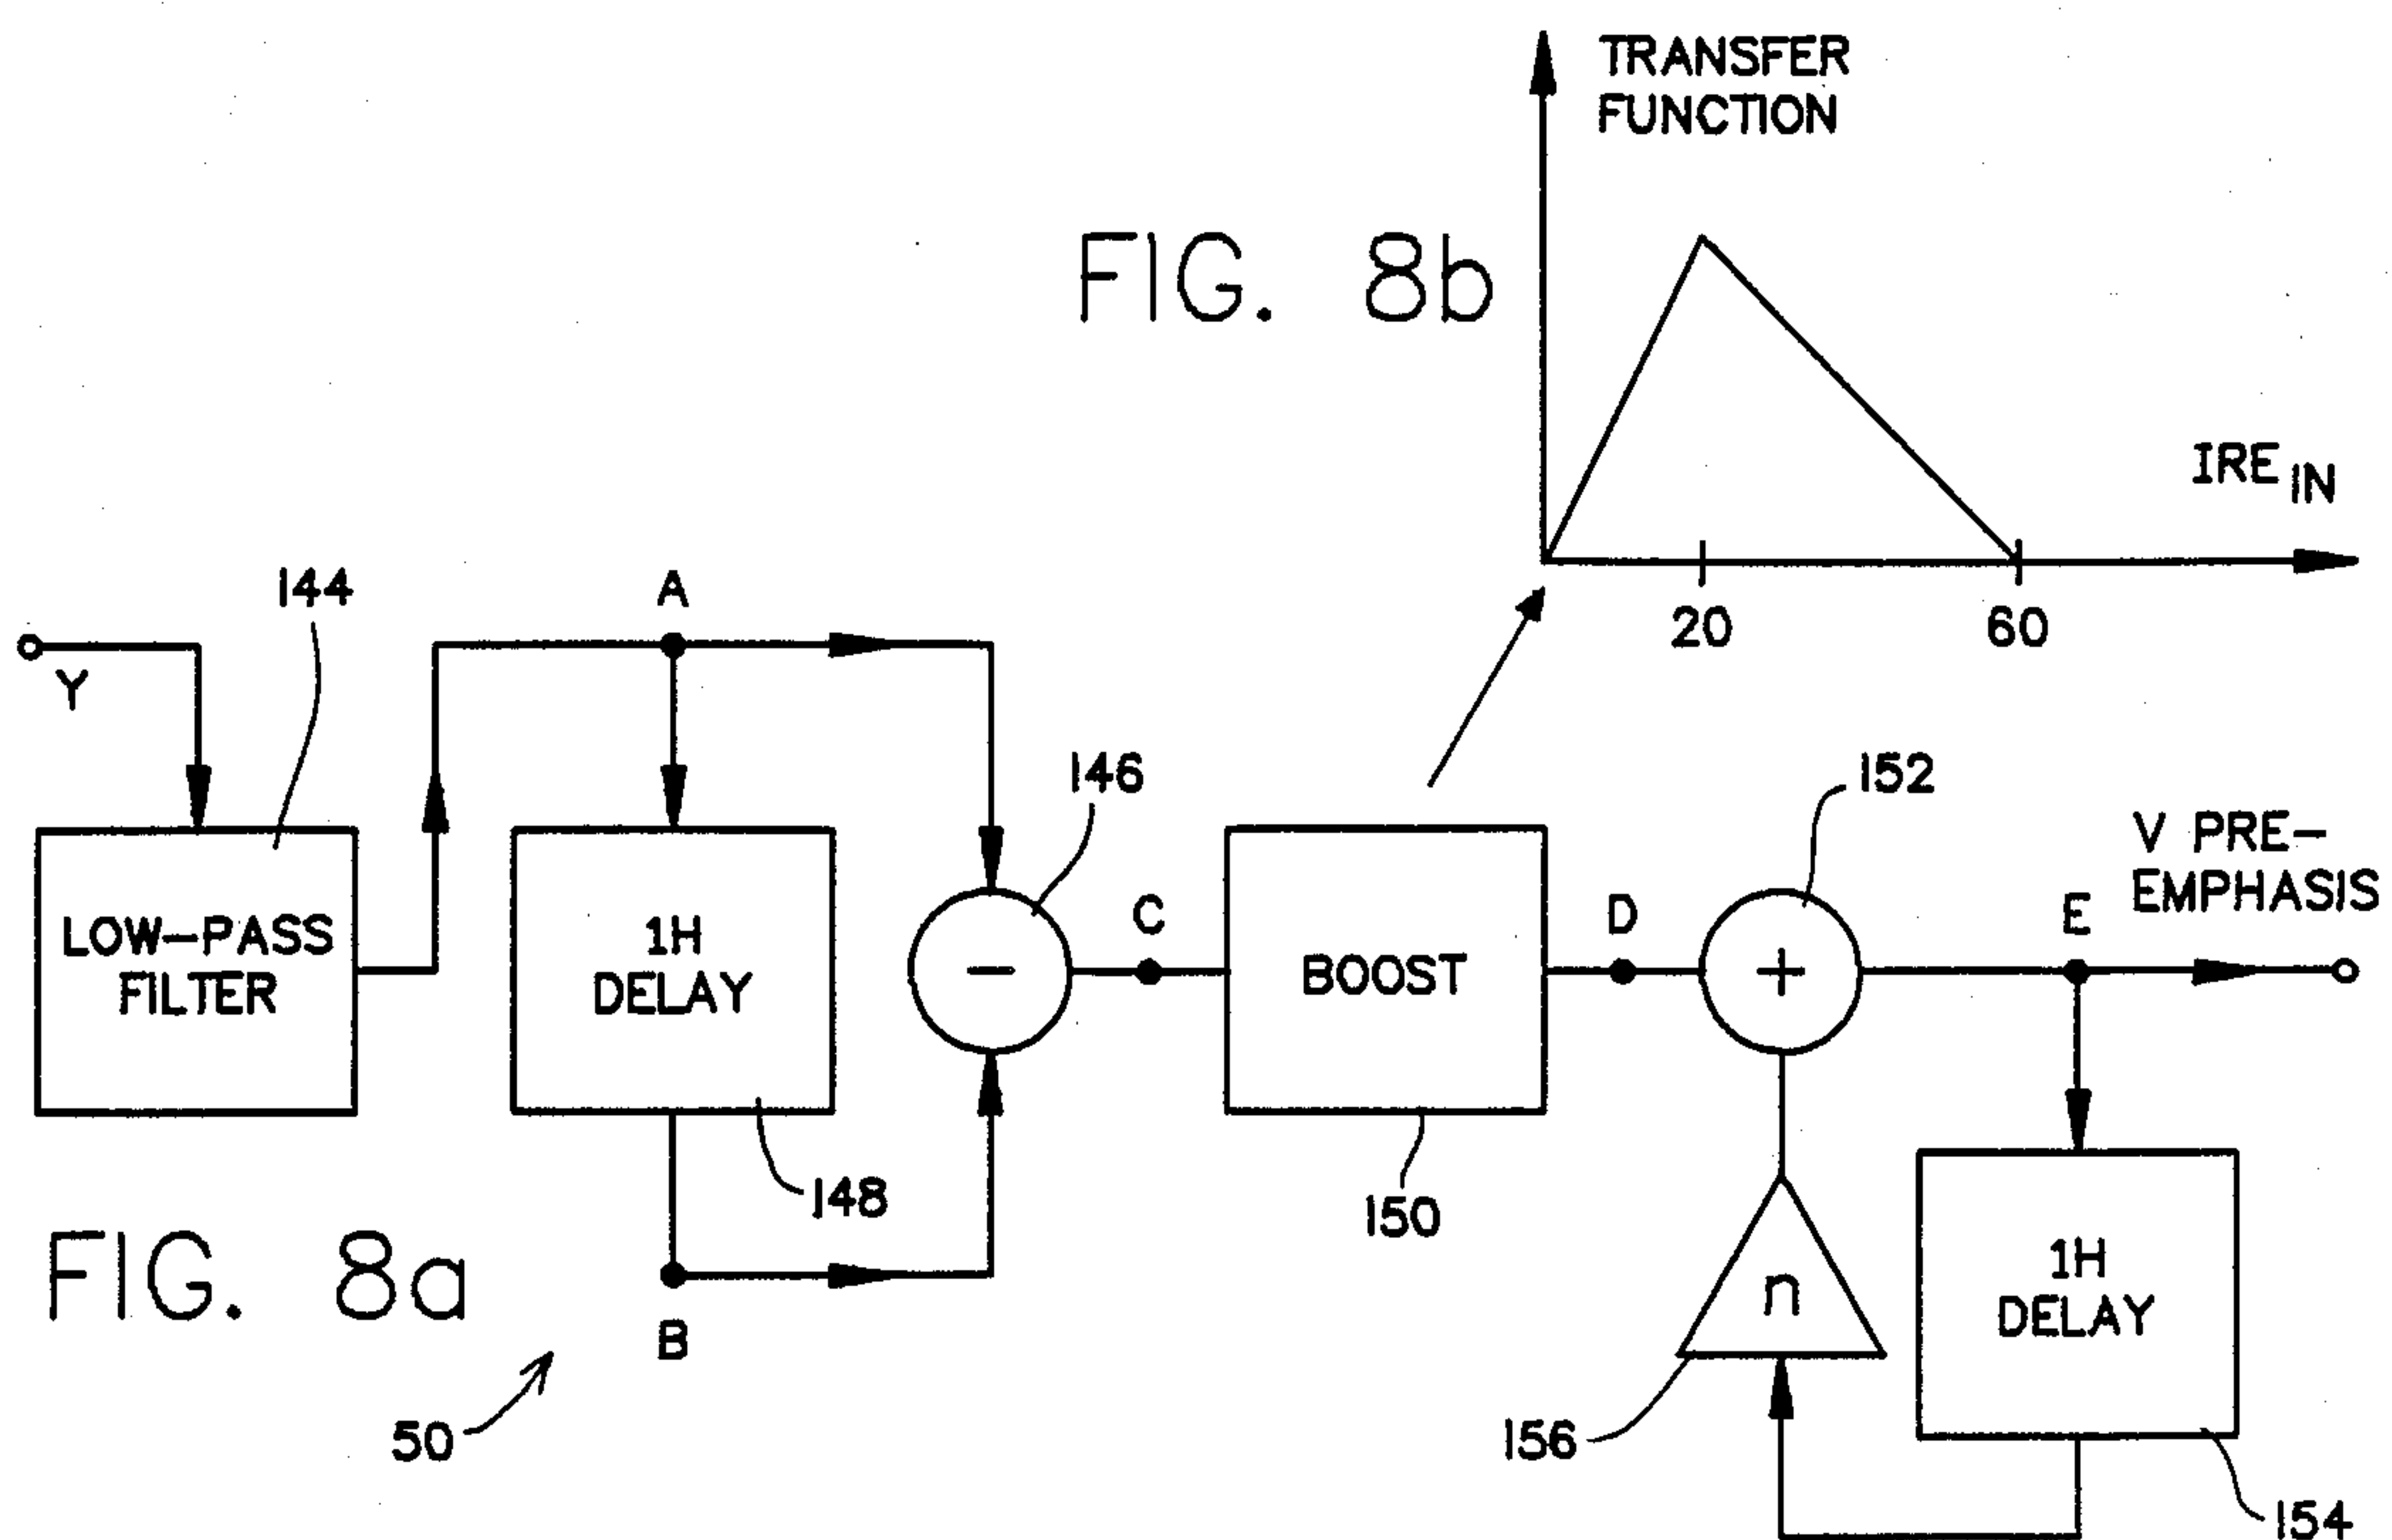 TRANSFER
FUNCTION
FIG. 8b
IRE IN
20
60
144
A
Y
146
152
V PRE-
EMPHASIS
LOW-PASS
FILTER
1H
DELAY
-
C
BOOST
D
+
E
148
150
FIG. 8a
B
n
1H
DELAY
50
156
154